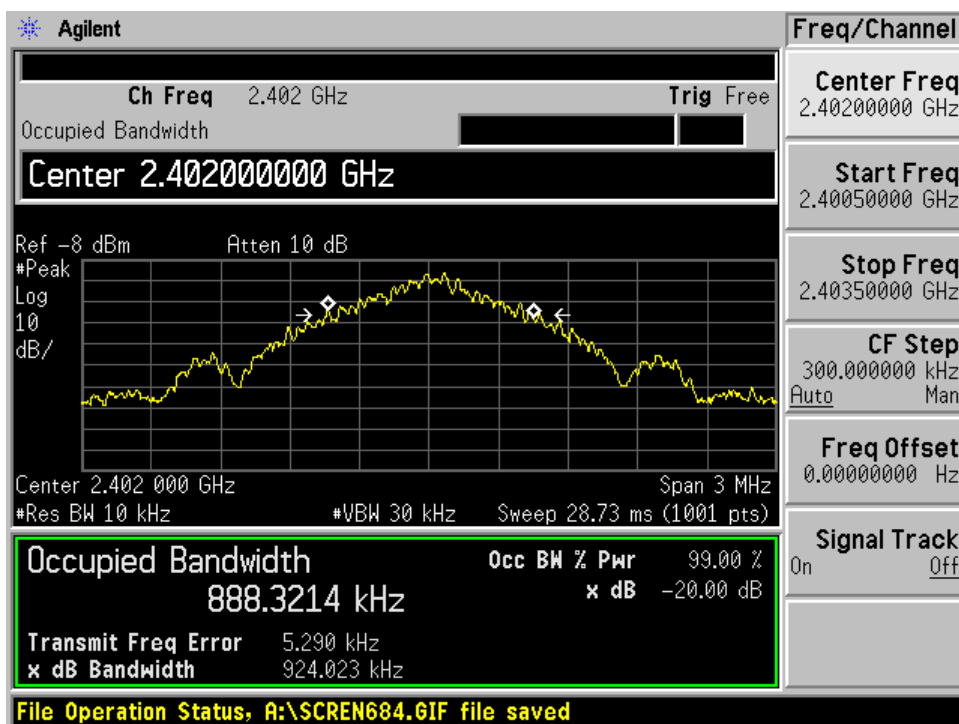 Agilent
Freq/Channel
Ch Freq 2.402 GHz Trig Free
Occupied Bandwidth
Center 2.402000000 GHz
Ref -8 dBm Atten 10 dB
#Peak
Log
10
dB/
Center 2.402 000 GHz Span 3 MHz
#Res BW 10 kHz #VBW 30 kHz Sweep 28.73 ms (1001 pts)
Occupied Bandwidth
888.3214 kHz
Occ BW % Pwr 99.00 %
x dB -20.00 dB
Transmit Freq Error 5.290 kHz
x dB Bandwidth 924.023 kHz
Center Freq
2.40200000 GHz
Start Freq
2.40050000 GHz
Stop Freq
2.40350000 GHz
CF Step
300.000000 kHz
Auto Man
Freq Offset
0.00000000 Hz
Signal Track
On Off
File Operation Status, A:\SCREN684.GIF file saved